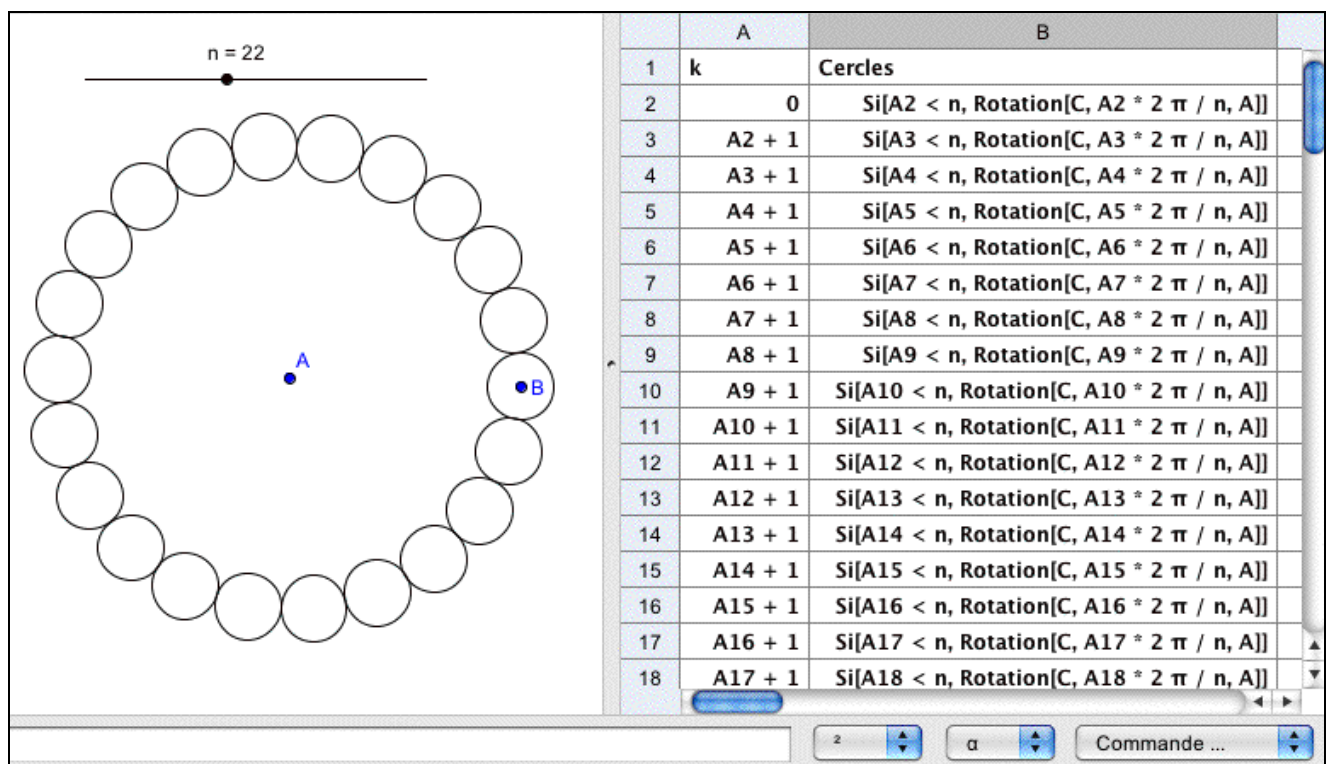 n = 22
A
B
A B
1 k Cercles
2 0 Si[A2 < n, Rotation[C, A2 * 2 π / n, A]]
3 A2 + 1 Si[A3 < n, Rotation[C, A3 * 2 π / n, A]]
4 A3 + 1 Si[A4 < n, Rotation[C, A4 * 2 π / n, A]]
5 A4 + 1 Si[A5 < n, Rotation[C, A5 * 2 π / n, A]]
6 A5 + 1 Si[A6 < n, Rotation[C, A6 * 2 π / n, A]]
7 A6 + 1 Si[A7 < n, Rotation[C, A7 * 2 π / n, A]]
8 A7 + 1 Si[A8 < n, Rotation[C, A8 * 2 π / n, A]]
9 A8 + 1 Si[A9 < n, Rotation[C, A9 * 2 π / n, A]]
10 A9 + 1 Si[A10 < n, Rotation[C, A10 * 2 π / n, A]]
11 A10 + 1 Si[A11 < n, Rotation[C, A11 * 2 π / n, A]]
12 A11 + 1 Si[A12 < n, Rotation[C, A12 * 2 π / n, A]]
13 A12 + 1 Si[A13 < n, Rotation[C, A13 * 2 π / n, A]]
14 A13 + 1 Si[A14 < n, Rotation[C, A14 * 2 π / n, A]]
15 A14 + 1 Si[A15 < n, Rotation[C, A15 * 2 π / n, A]]
16 A15 + 1 Si[A16 < n, Rotation[C, A16 * 2 π / n, A]]
17 A16 + 1 Si[A17 < n, Rotation[C, A17 * 2 π / n, A]]
18 A17 + 1 Si[A18 < n, Rotation[C, A18 * 2 π / n, A]]
² α Commande ...